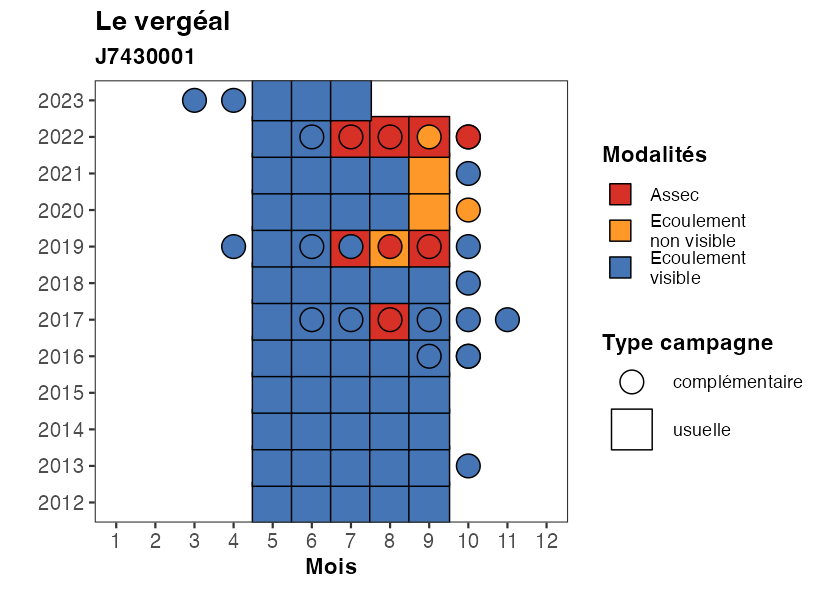 Le vergéal
J7430001
2023
2022
2021
2020
2019
2018
2017
2016
2015
2014
2013
2012
1 2 3 4 5 6 7 8 9 10 11 12
Mois
Modalités
Assec
Ecoulement
non visible
Ecoulement
visible
Type campagne
complémentaire
usuelle